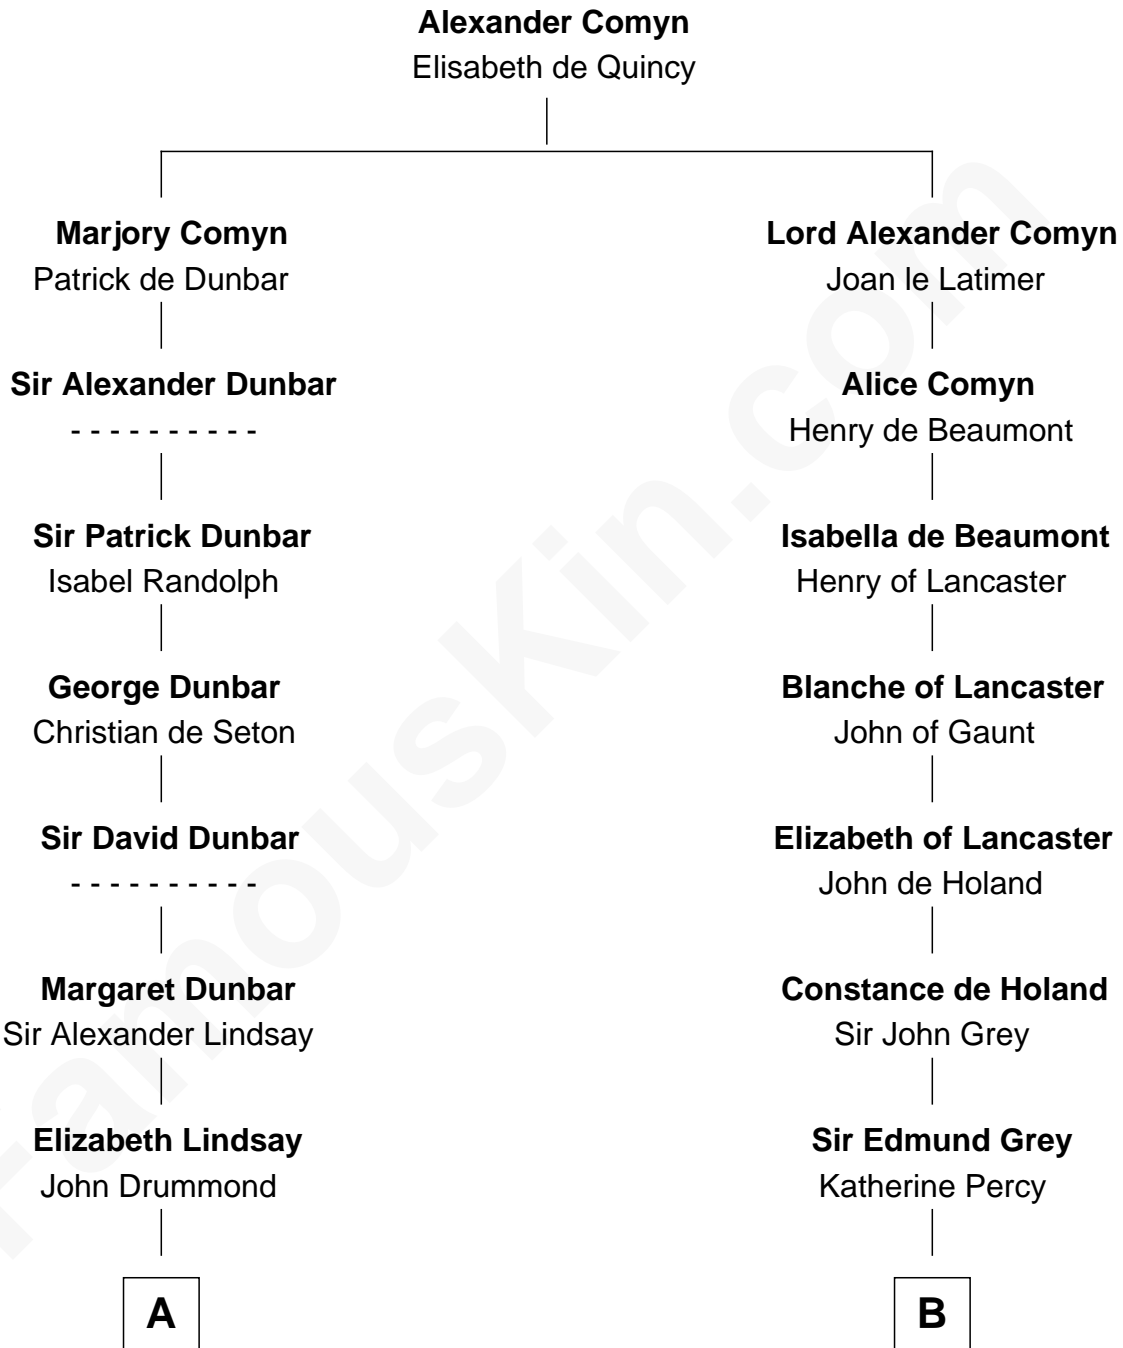 Alexander Comyn
Elisabeth de Quincy
Marjory Comyn
Patrick de Dunbar
Lord Alexander Comyn
Joan le Latimer
Sir Alexander Dunbar
- - - - - - - - - -
Alice Comyn
Henry de Beaumont
Sir Patrick Dunbar
Isabel Randolph
Isabella de Beaumont
Henry of Lancaster
George Dunbar
Christian de Seton
Blanche of Lancaster
John of Gaunt
Sir David Dunbar
- - - - - - - - - -
Elizabeth of Lancaster
John de Holand
Margaret Dunbar
Sir Alexander Lindsay
Constance de Holand
Sir John Grey
Elizabeth Lindsay
John Drummond
Sir Edmund Grey
Katherine Percy
A
B
FamousKin.com